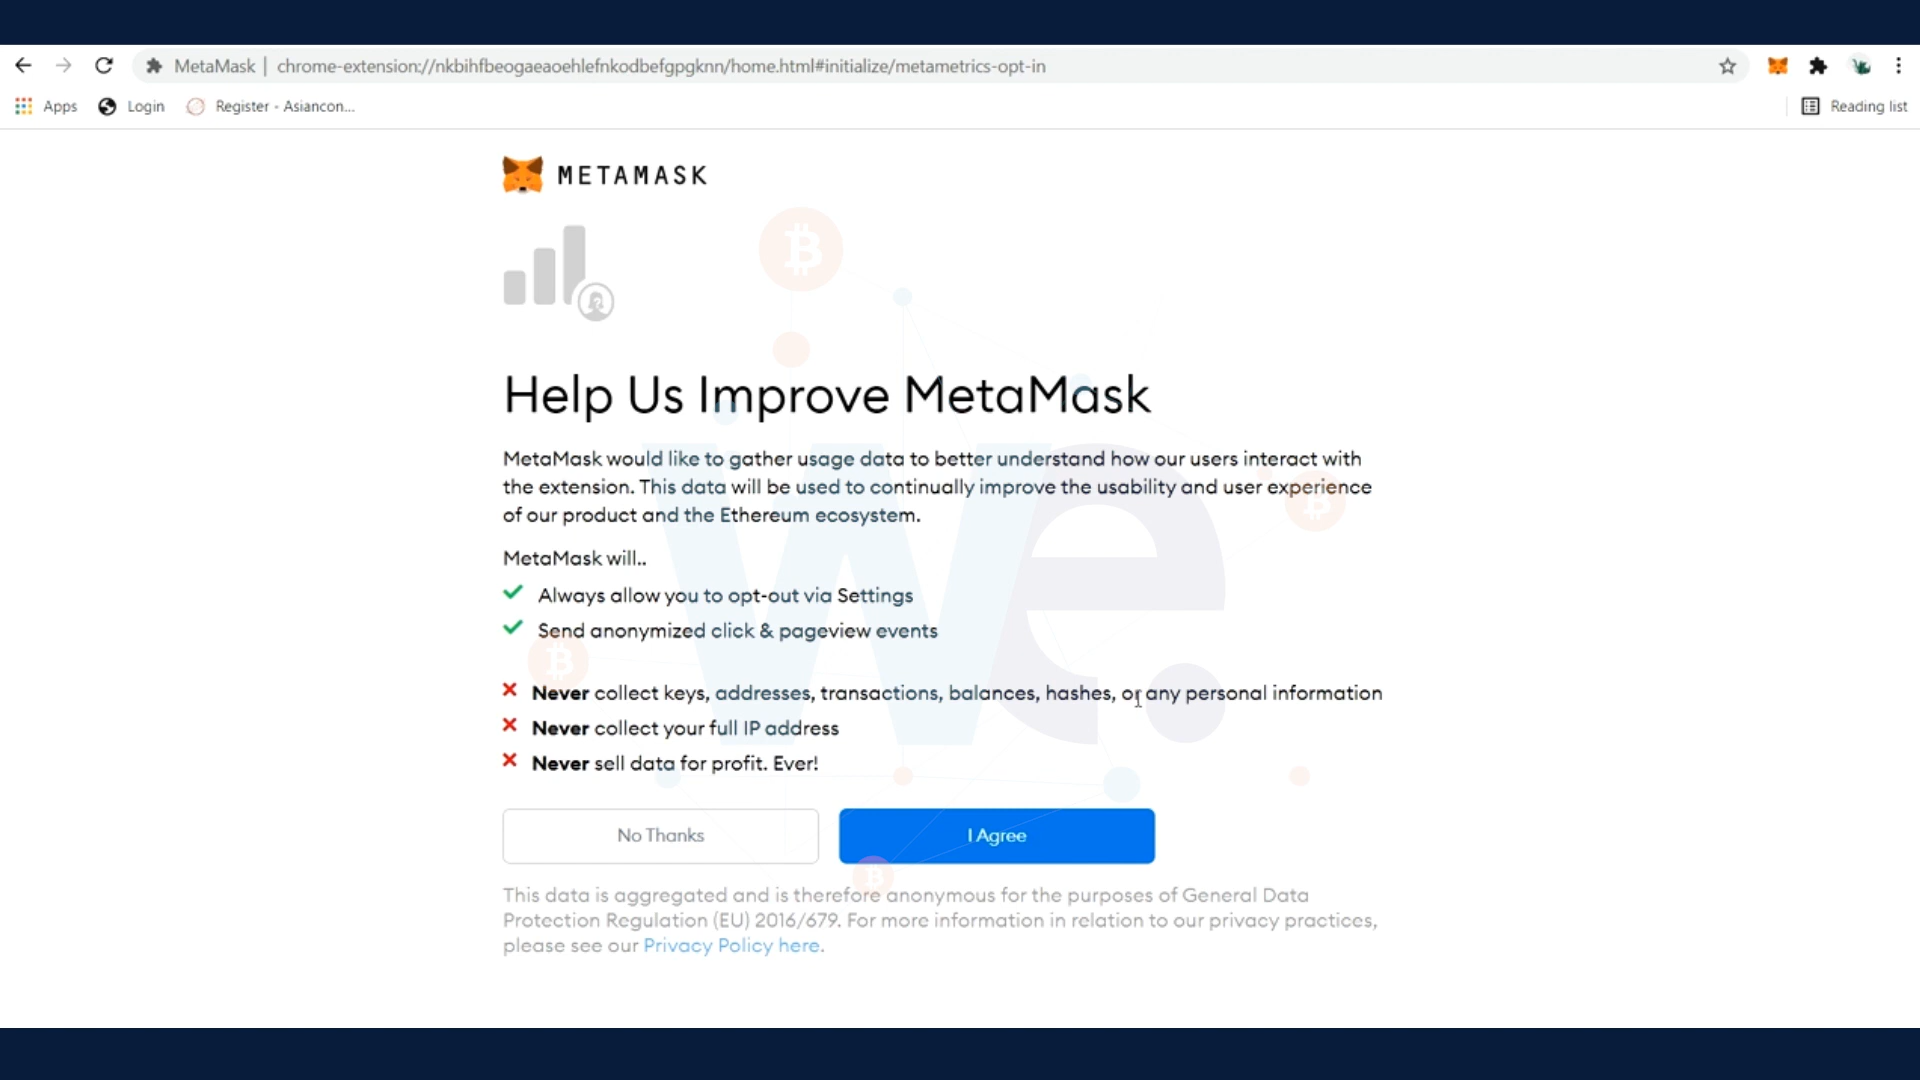 MetaMask | chrome-extension://nkbihfbeogaeaoehlefnkodbefgpgknn/home.html#initialize/metametrics-opt-in
Apps Login Register - Asiancon... Reading list
METAMASK
Help Us Improve MetaMask
MetaMask would like to gather usage data to better understand how our users interact with
the extension. This data will be used to continually improve the usability and user experience
of our product and the Ethereum ecosystem.
MetaMask will..
Always allow you to opt-out via Settings
Send anonymized click & pageview events
Never collect keys, addresses, transactions, balances, hashes, or any personal information
Never collect your full IP address
Never sell data for profit. Ever!
No Thanks I Agree
This data is aggregated and is therefore anonymous for the purposes of General Data
Protection Regulation (EU) 2016/679. For more information in relation to our privacy practices,
please see our Privacy Policy here.
we.